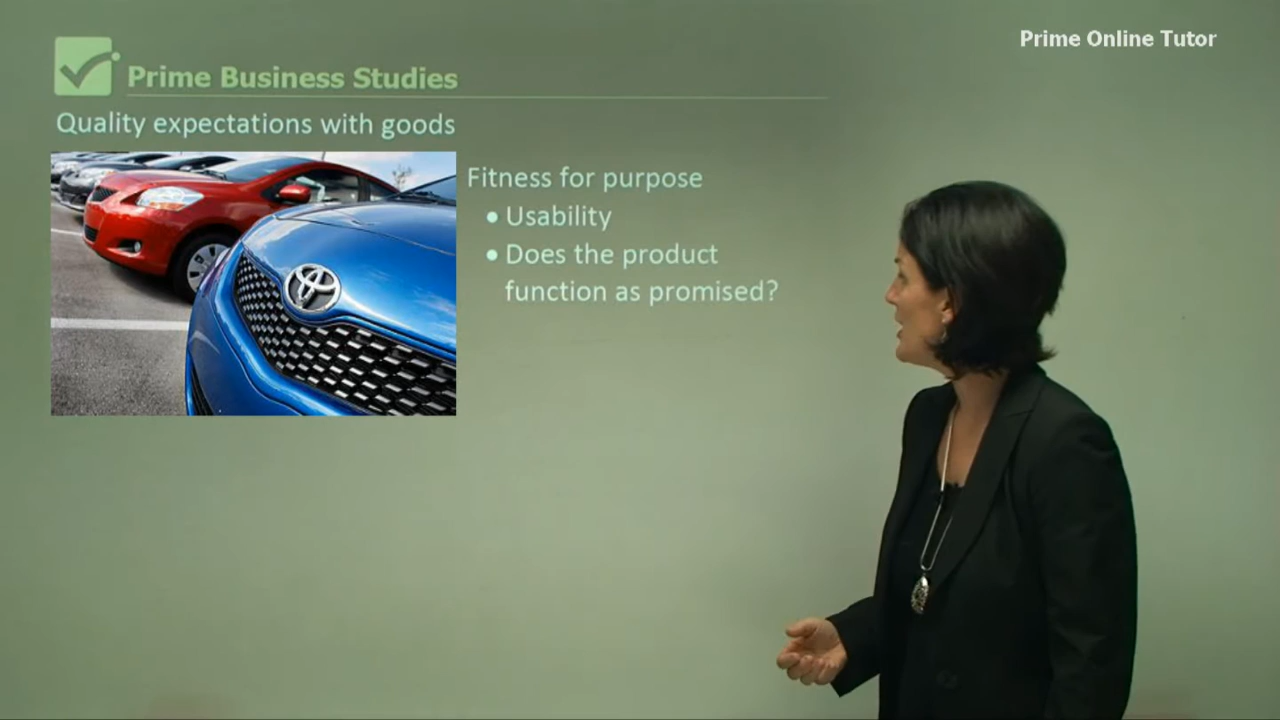 Prime Online Tutor
Prime Business Studies
Quality expectations with goods
Fitness for purpose
• Usability
• Does the product
function as promised?